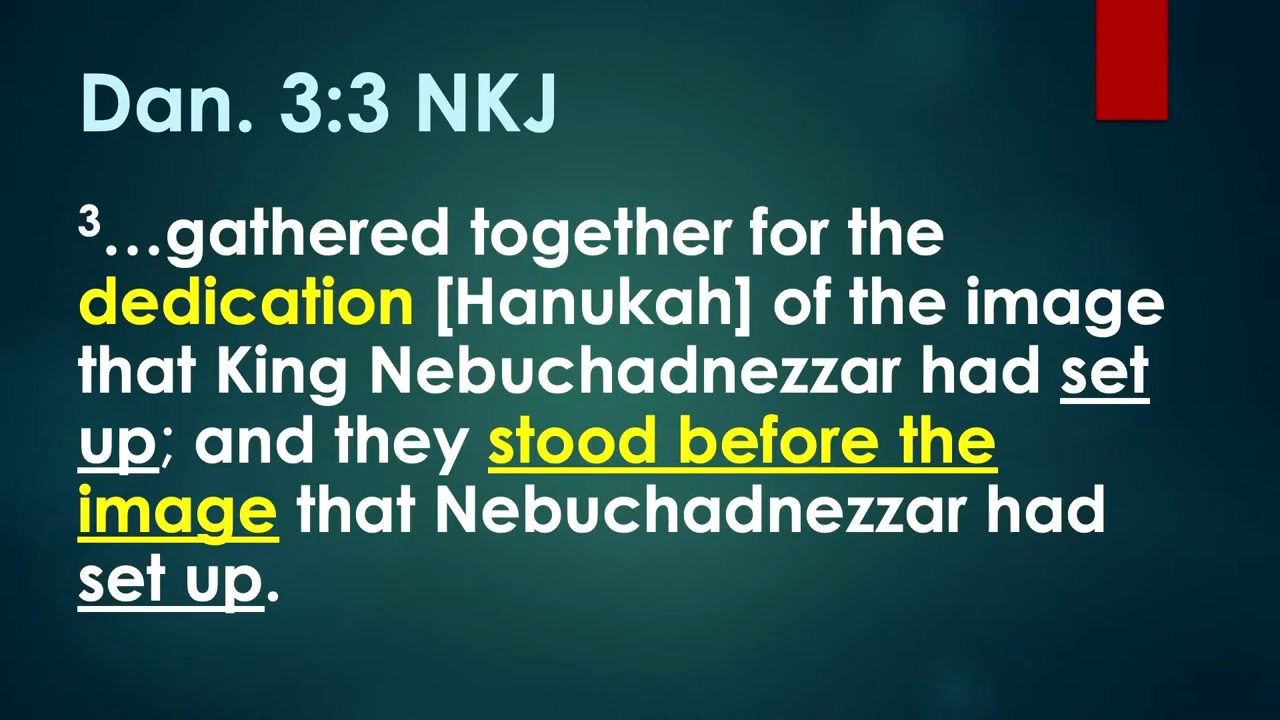 Dan. 3:3 NKJ
³…gathered together for the
dedication [Hanukah] of the image
that King Nebuchadnezzar had set
up; and they stood before the
image that Nebuchadnezzar had
set up.